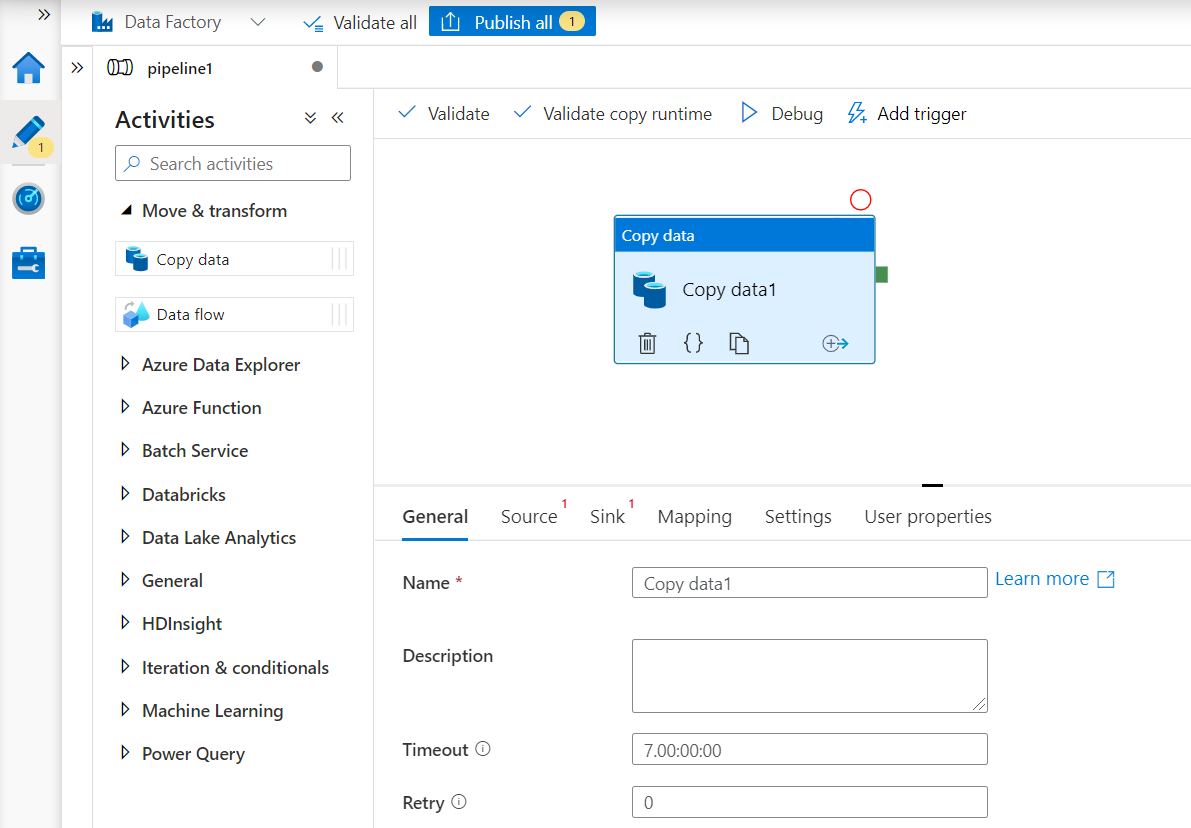 Data Factory
Validate all
Publish all 1
pipeline1
1
Activities
Search activities
Move & transform
Copy data
Data flow
Azure Data Explorer
Azure Function
Batch Service
Databricks
Data Lake Analytics
General
HDInsight
Iteration & conditionals
Machine Learning
Power Query
Validate
Validate copy runtime
Debug
Add trigger
Copy data
Copy data1
{}
General
Source 1
Sink 1
Mapping
Settings
User properties
Name *
Copy data1
Learn more
Description
Timeout
7.00:00:00
Retry
0